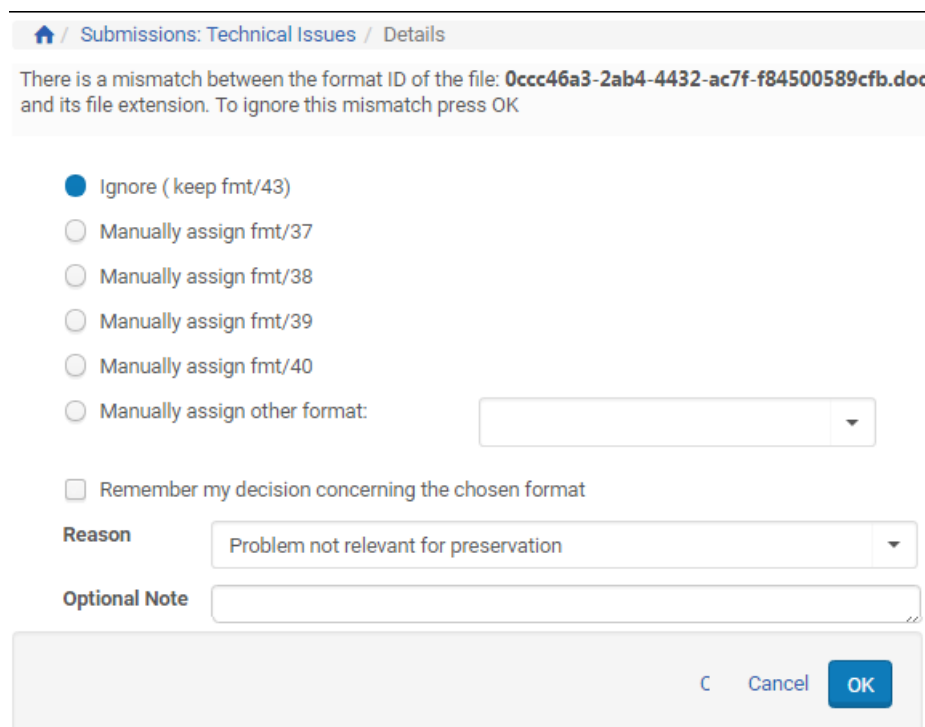 / Submissions: Technical Issues / Details
There is a mismatch between the format ID of the file: 0ccc46a3-2ab4-4432-ac7f-f84500589cfb.doc
and its file extension. To ignore this mismatch press OK
Ignore ( keep fmt/43)
Manually assign fmt/37
Manually assign fmt/38
Manually assign fmt/39
Manually assign fmt/40
Manually assign other format:
Remember my decision concerning the chosen format
Reason Problem not relevant for preservation
Optional Note
C Cancel OK